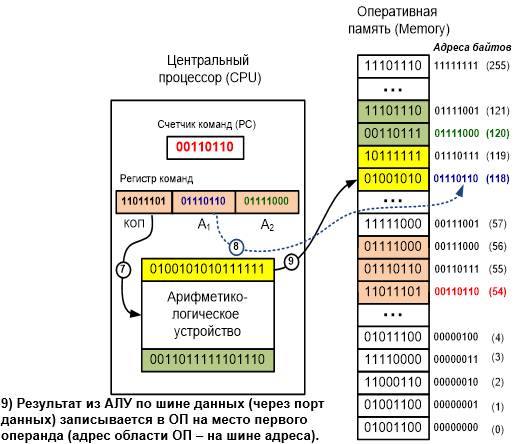 Оперативная
память (Memory)
Адреса байтов
Центральный
процессор (CPU)
Счетчик команд (PC)
00110110
Регистр команд
11011101 01110110 01111000
КОП A1 A2
7
8
9
0100101010111111
Арифметико-
логическое
устройство
0011011111101110
11101110 11111111 (255)
...
11101110 01111001 (121)
00110111 01111000 (120)
10111111 01110111 (119)
01001010 01110110 (118)
...
11111000 00111001 (57)
01111000 00111000 (56)
01110110 00110111 (55)
11011101 00110110 (54)
...
01011100 00000100 (4)
11110000 00000011 (3)
11000110 00000010 (2)
01001100 00000001 (1)
01001100 00000000 (0)
9) Результат из АЛУ по шине данных (через порт
данных) записывается в ОП на место первого
операнда (адрес области ОП – на шине адреса).